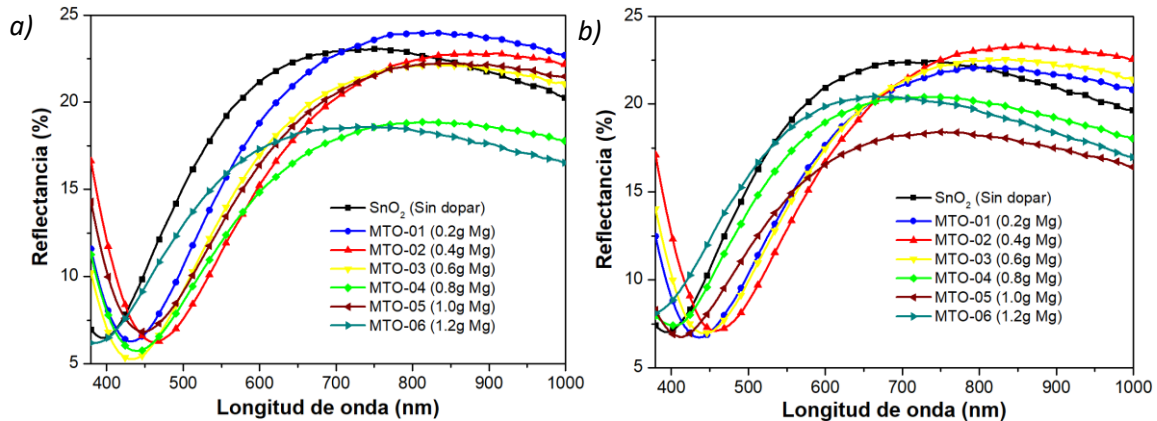 a)
25
20
15
10
5
Reflectancia (%)
SnO₂ (Sin dopar)
MTO-01 (0.2g Mg)
MTO-02 (0.4g Mg)
MTO-03 (0.6g Mg)
MTO-04 (0.8g Mg)
MTO-05 (1.0g Mg)
MTO-06 (1.2g Mg)
400 500 600 700 800 900 1000
Longitud de onda (nm)
b)
25
20
15
10
5
Reflectancia (%)
SnO₂ (Sin dopar)
MTO-01 (0.2g Mg)
MTO-02 (0.4g Mg)
MTO-03 (0.6g Mg)
MTO-04 (0.8g Mg)
MTO-05 (1.0g Mg)
MTO-06 (1.2g Mg)
400 500 600 700 800 900 1000
Longitud de onda (nm)